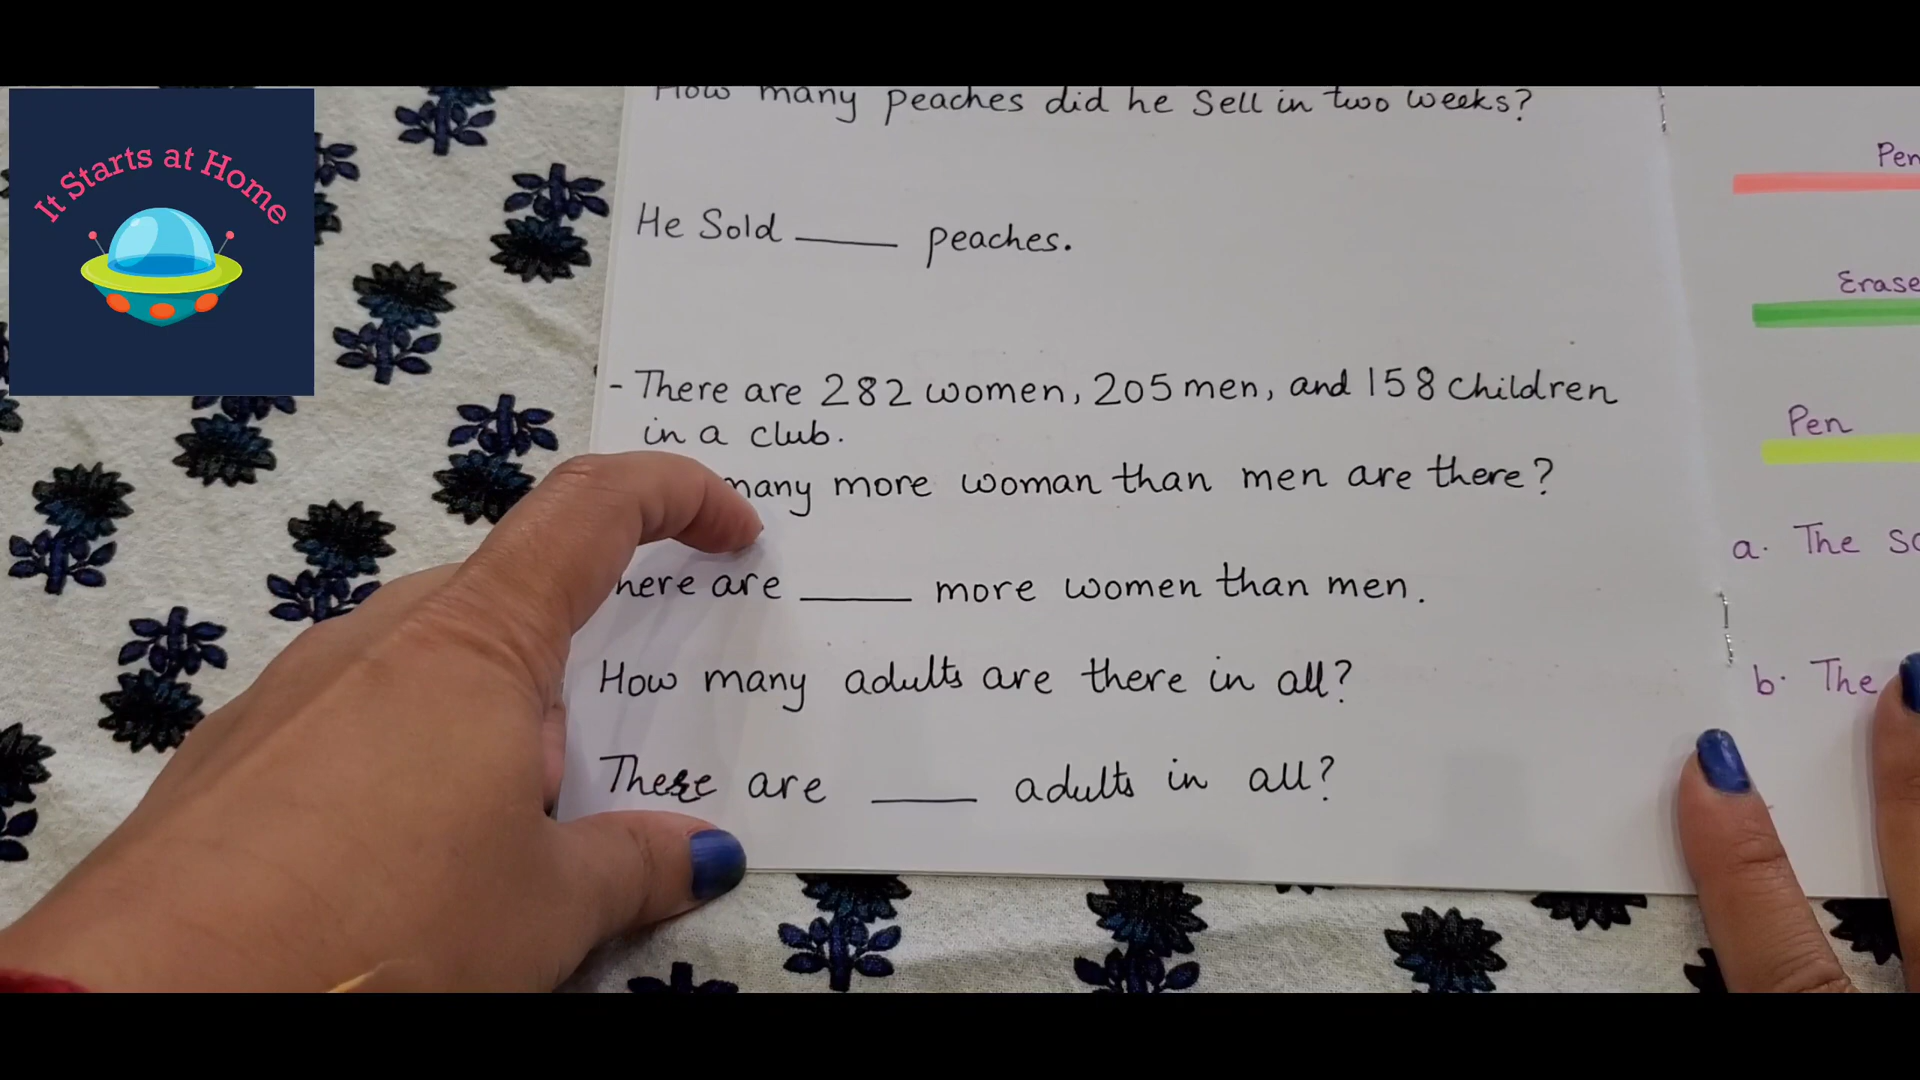 It Starts at Home
How many peaches did he Sell in two weeks?
He Sold ____ peaches.
- There are 282 women, 205 men, and 158 children
in a club.
many more woman than men are there?
here are ____ more women than men.
How many adults are there in all?
There are ____ adults in all?
Pen
Erase
Pen
a. The
b. The